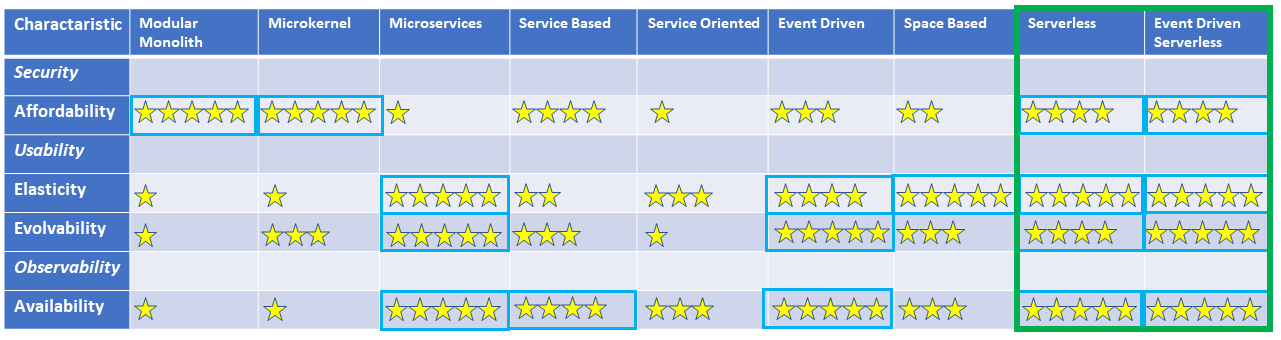 Charactaristic Modular Monolith Microkernel Microservices Service Based Service Oriented Event Driven Space Based Serverless Event Driven Serverless
Security
Affordability
Usability
Elasticity
Evolvability
Observability
Availability